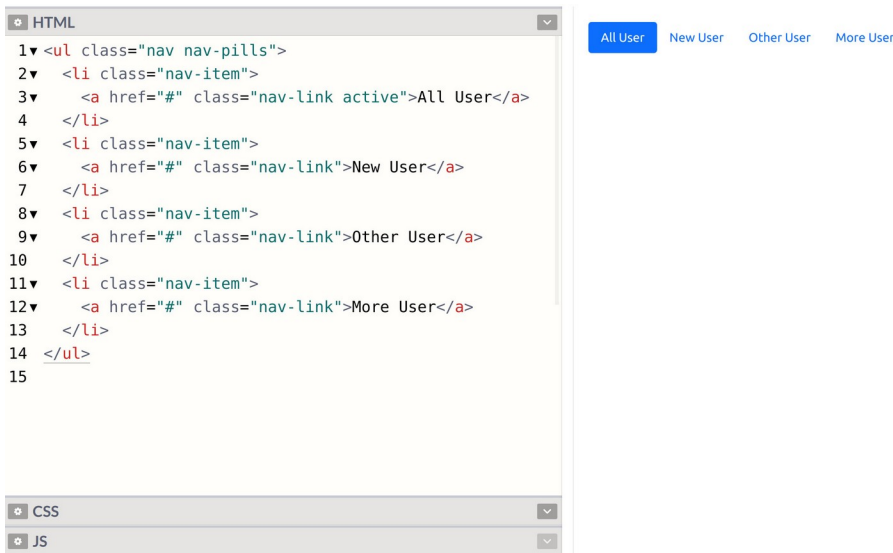 HTML
1▼ <ul class="nav nav-pills">
2▼   <li class="nav-item">
3▼     <a href="#" class="nav-link active">All User</a>
4   </li>
5▼   <li class="nav-item">
6▼     <a href="#" class="nav-link">New User</a>
7   </li>
8▼   <li class="nav-item">
9▼     <a href="#" class="nav-link">Other User</a>
10   </li>
11▼   <li class="nav-item">
12▼     <a href="#" class="nav-link">More User</a>
13   </li>
14 </ul>
15
CSS
JS
All User New User Other User More User